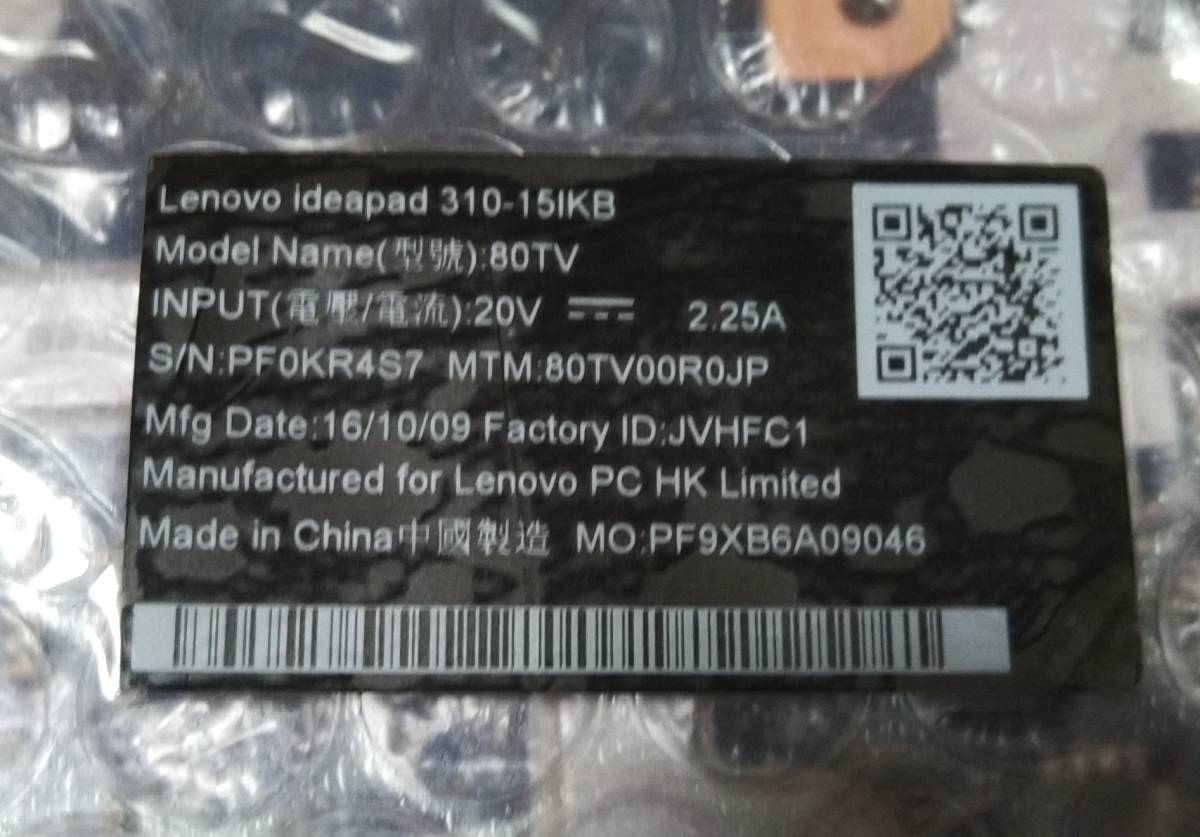 Lenovo ideapad 310-15IKB
Model Name(型號):80TV
INPUT(電壓/電流):20V ⎓ 2.25A
S/N:PF0KR4S7 MTM:80TV00R0JP
Mfg Date:16/10/09 Factory ID:JVHFC1
Manufactured for Lenovo PC HK Limited
Made in China中國製造 MO:PF9XB6A09046